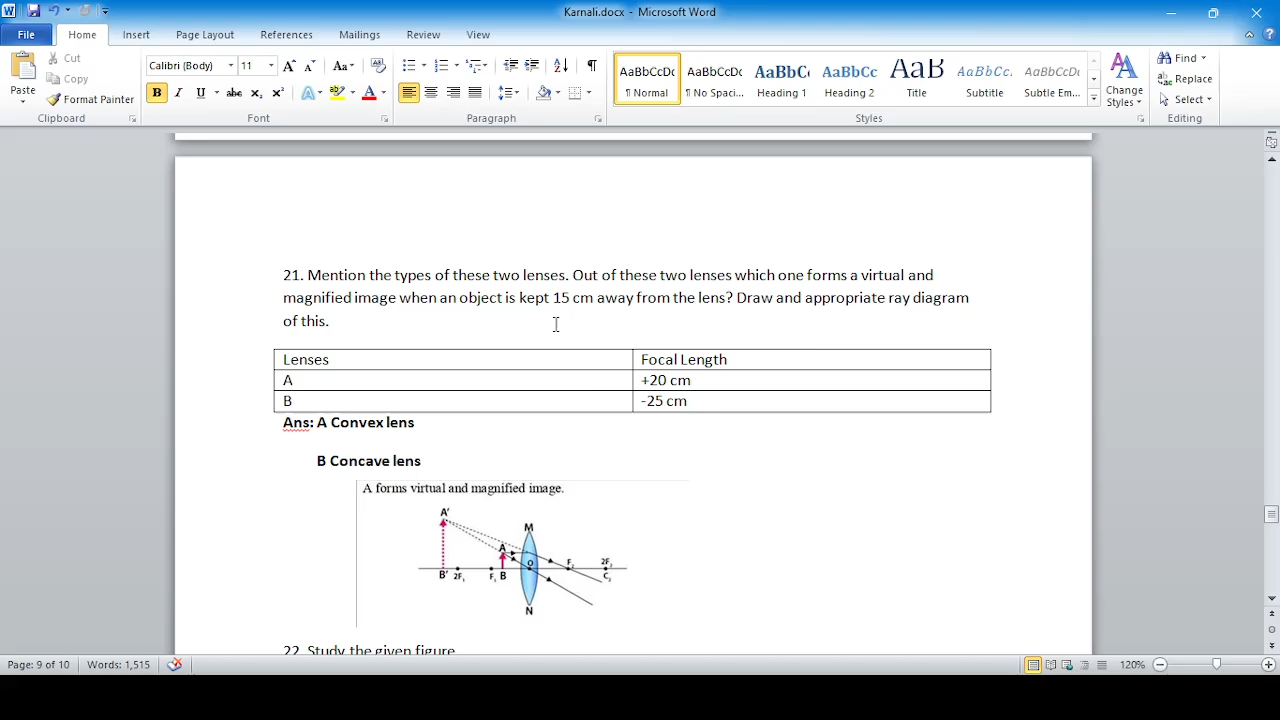 Karnali.docx - Microsoft Word
File Home Insert Page Layout References Mailings Review View
Paste
Cut
Copy
Format Painter
Clipboard
Calibri (Body) 11
Font
Paragraph
AaBbCcDc AaBbCcDc AaBbCc AaBbCc AaB AaBbCc. AaBbCcDc
¶ Normal ¶ No Spaci... Heading 1 Heading 2 Title Subtitle Subtle Em...
Change Styles
Styles
Find
Replace
Select
Editing
21. Mention the types of these two lenses. Out of these two lenses which one forms a virtual and
magnified image when an object is kept 15 cm away from the lens? Draw and appropriate ray diagram
of this.
Lenses Focal Length
A +20 cm
B -25 cm
Ans: A Convex lens
B Concave lens
A forms virtual and magnified image.
A' M
A O F₂ 2F₂
B' 2F₁ F₁ B C₂
N
22. Study the given figure
Page: 9 of 10 Words: 1,515 120%